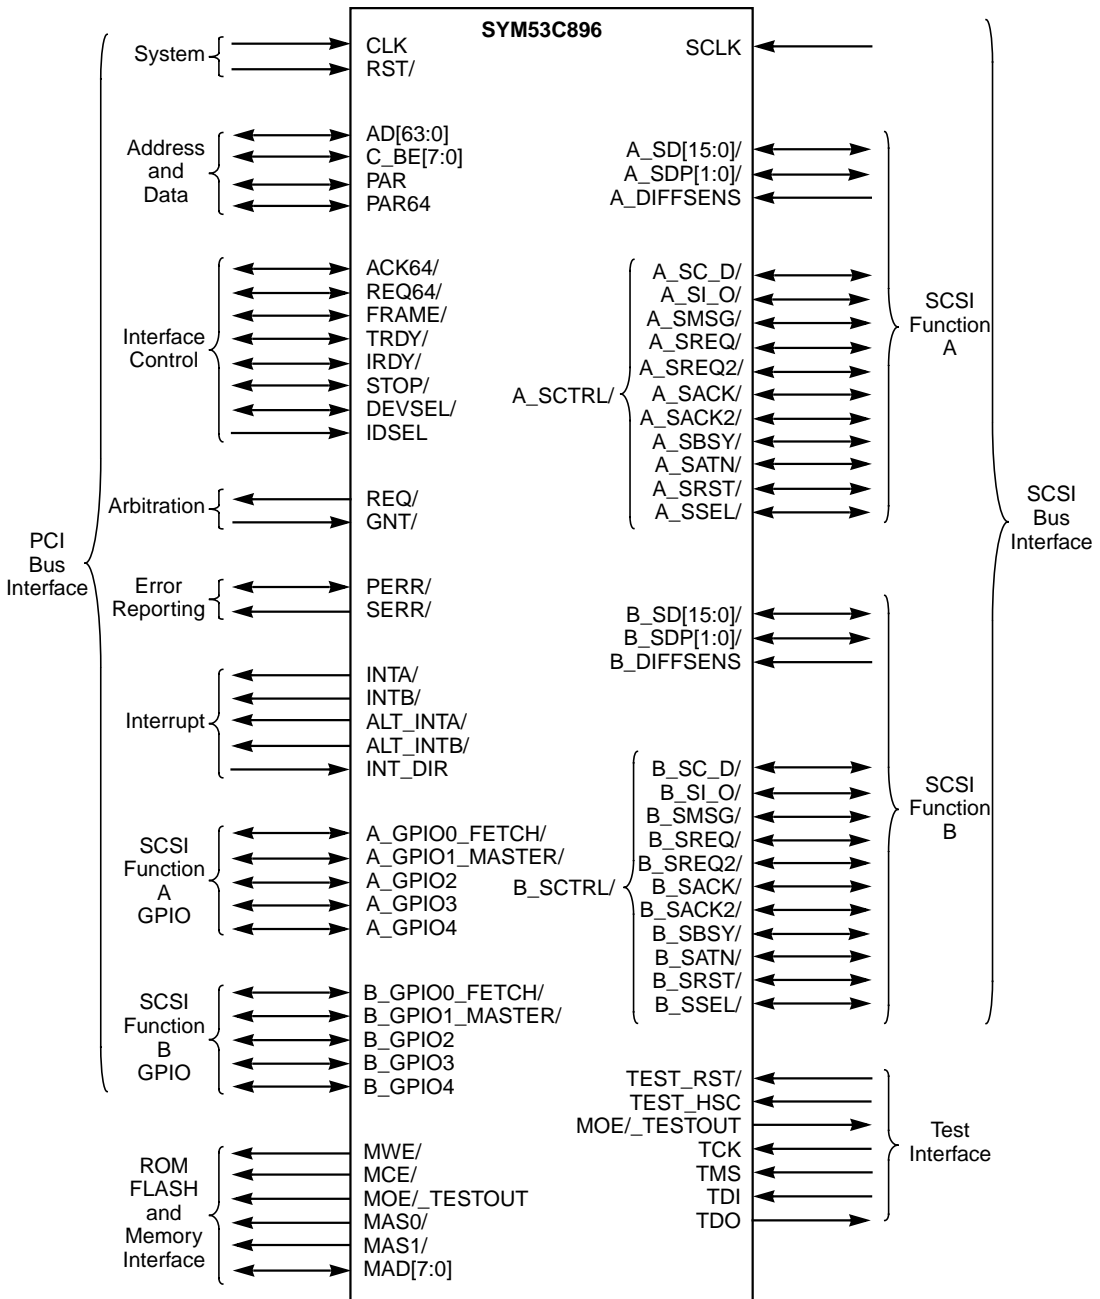 SYM53C896
PCI
Bus
Interface
System
CLK
RST/
Address
and
Data
AD[63:0]
C_BE[7:0]
PAR
PAR64
Interface
Control
ACK64/
REQ64/
FRAME/
TRDY/
IRDY/
STOP/
DEVSEL/
IDSEL
Arbitration
REQ/
GNT/
Error
Reporting
PERR/
SERR/
Interrupt
INTA/
INTB/
ALT_INTA/
ALT_INTB/
INT_DIR
SCSI
Function
A
GPIO
A_GPIO0_FETCH/
A_GPIO1_MASTER/
A_GPIO2
A_GPIO3
A_GPIO4
SCSI
Function
B
GPIO
B_GPIO0_FETCH/
B_GPIO1_MASTER/
B_GPIO2
B_GPIO3
B_GPIO4
ROM
FLASH
and
Memory
Interface
MWE/
MCE/
MOE/_TESTOUT
MAS0/
MAS1/
MAD[7:0]
SCLK
A_SD[15:0]/
A_SDP[1:0]/
A_DIFFSENS
A_SCTRL/
A_SC_D/
A_SI_O/
A_SMSG/
A_SREQ/
A_SREQ2/
A_SACK/
A_SACK2/
A_SBSY/
A_SATN/
A_SRST/
A_SSEL/
SCSI
Function
A
B_SD[15:0]/
B_SDP[1:0]/
B_DIFFSENS
B_SCTRL/
B_SC_D/
B_SI_O/
B_SMSG/
B_SREQ/
B_SREQ2/
B_SACK/
B_SACK2/
B_SBSY/
B_SATN/
B_SRST/
B_SSEL/
SCSI
Function
B
SCSI
Bus
Interface
TEST_RST/
TEST_HSC
MOE/_TESTOUT
TCK
TMS
TDI
TDO
Test
Interface